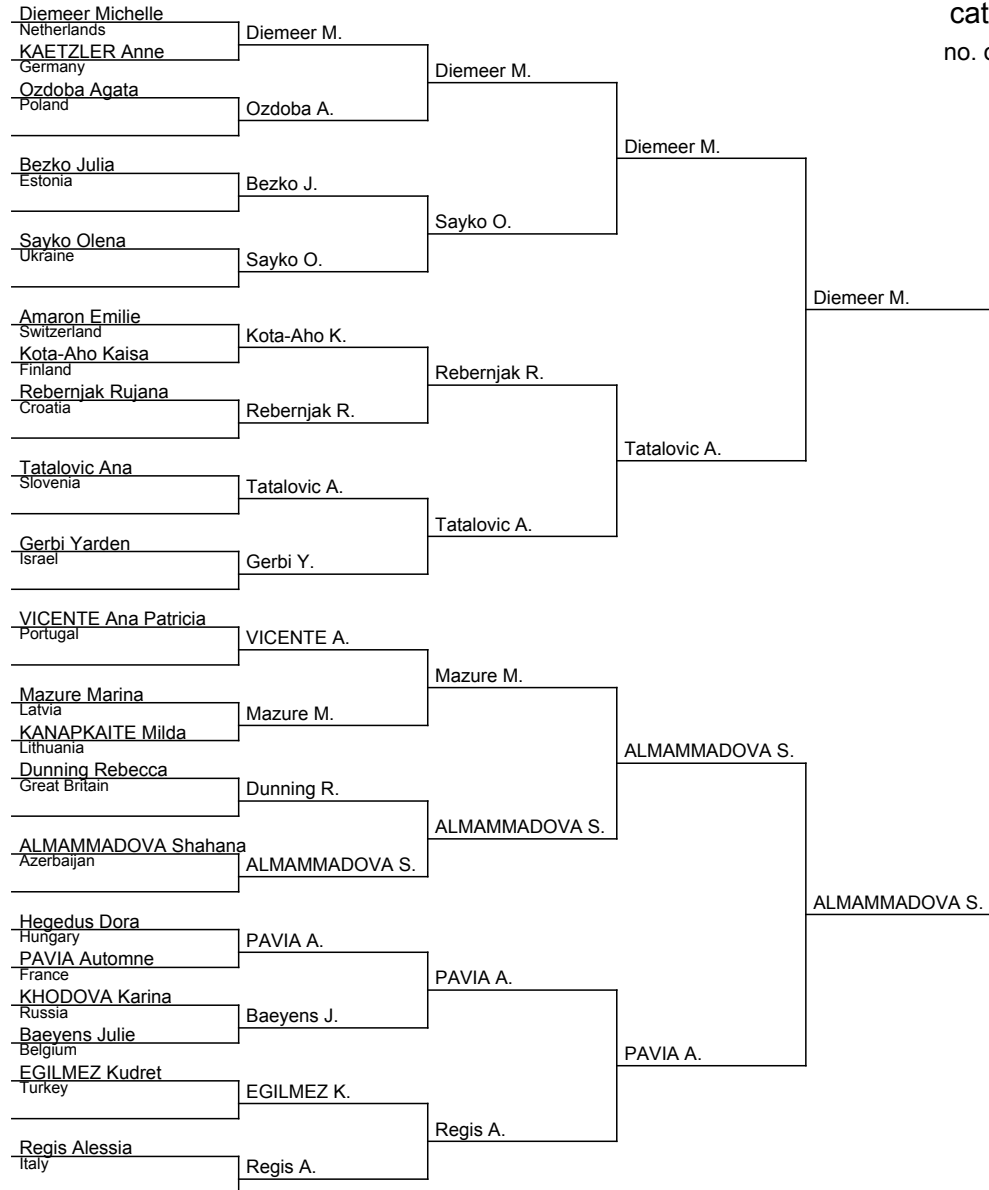 Diemeer Michelle
Netherlands
KAETZLER Anne
Germany
Ozdoba Agata
Poland
Bezko Julia
Estonia
Sayko Olena
Ukraine
Amaron Emilie
Switzerland
Kota-Aho Kaisa
Finland
Rebernjak Rujana
Croatia
Tatalovic Ana
Slovenia
Gerbi Yarden
Israel
VICENTE Ana Patricia
Portugal
Mazure Marina
Latvia
KANAPKAITE Milda
Lithuania
Dunning Rebecca
Great Britain
ALMAMMADOVA Shahana
Azerbaijan
Hegedus Dora
Hungary
PAVIA Automne
France
KHODOVA Karina
Russia
Baeyens Julie
Belgium
EGILMEZ Kudret
Turkey
Regis Alessia
Italy
Diemeer M.
Ozdoba A.
Bezko J.
Sayko O.
Kota-Aho K.
Rebernjak R.
Tatalovic A.
Gerbi Y.
VICENTE A.
Mazure M.
Dunning R.
ALMAMMADOVA S.
PAVIA A.
Baeyens J.
EGILMEZ K.
Regis A.
Diemeer M.
Sayko O.
Rebernjak R.
Tatalovic A.
Mazure M.
ALMAMMADOVA S.
PAVIA A.
Regis A.
Diemeer M.
Tatalovic A.
ALMAMMADOVA S.
PAVIA A.
Diemeer M.
ALMAMMADOVA S.
cat
no. o